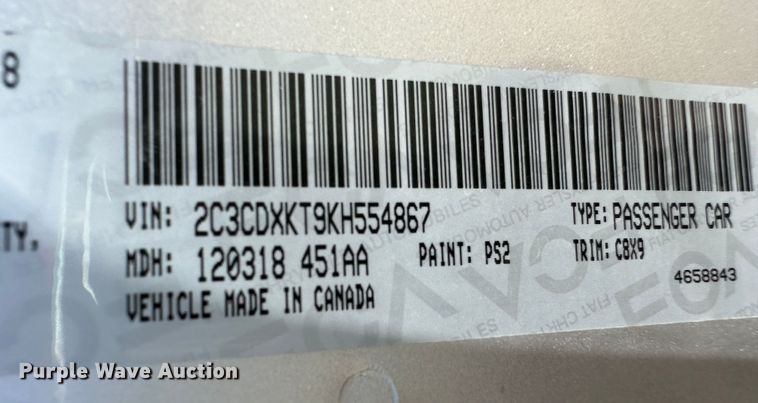 8
TY.
VIN: 2C3CDXKT9KH554867 TYPE: PASSENGER CAR
MDH: 120318 451AA PAINT: PS2 TRIM: C8X9
VEHICLE MADE IN CANADA 4658843
Purple Wave Auction